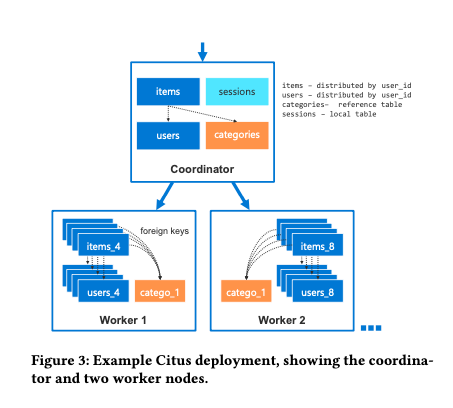 items
sessions
users
categories
Coordinator
items – distributed by user_id
users – distributed by user_id
categories– reference table
sessions – local table
foreign keys
items_4
users_4
catego_1
Worker 1
items_8
catego_1
users_8
Worker 2
Figure 3: Example Citus deployment, showing the coordina-
tor and two worker nodes.